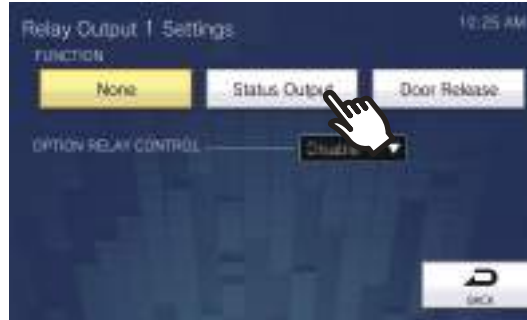 Relay Output 1 Settings
10:25 AM
FUNCTION
None
Status Output
Door Release
OPTION RELAY CONTROL
Disable
BACK